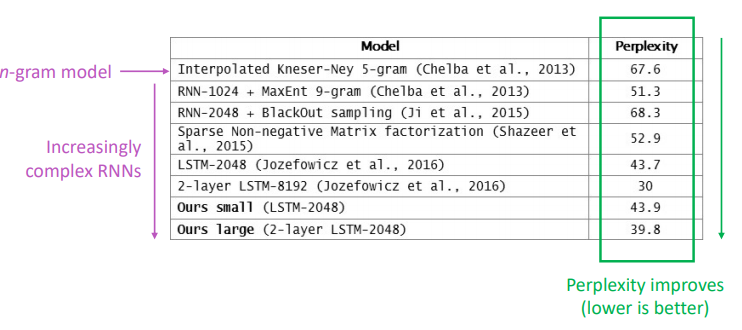 Model Perplexity
n-gram model Interpolated Kneser-Ney 5-gram (Chelba et al., 2013) 67.6
RNN-1024 + MaxEnt 9-gram (Chelba et al., 2013) 51.3
RNN-2048 + BlackOut sampling (Ji et al., 2015) 68.3
Sparse Non-negative Matrix factorization (Shazeer et
al., 2015) 52.9
Increasingly
complex RNNs
LSTM-2048 (Jozefowicz et al., 2016) 43.7
2-layer LSTM-8192 (Jozefowicz et al., 2016) 30
Ours small (LSTM-2048) 43.9
Ours large (2-layer LSTM-2048) 39.8
Perplexity improves
(lower is better)